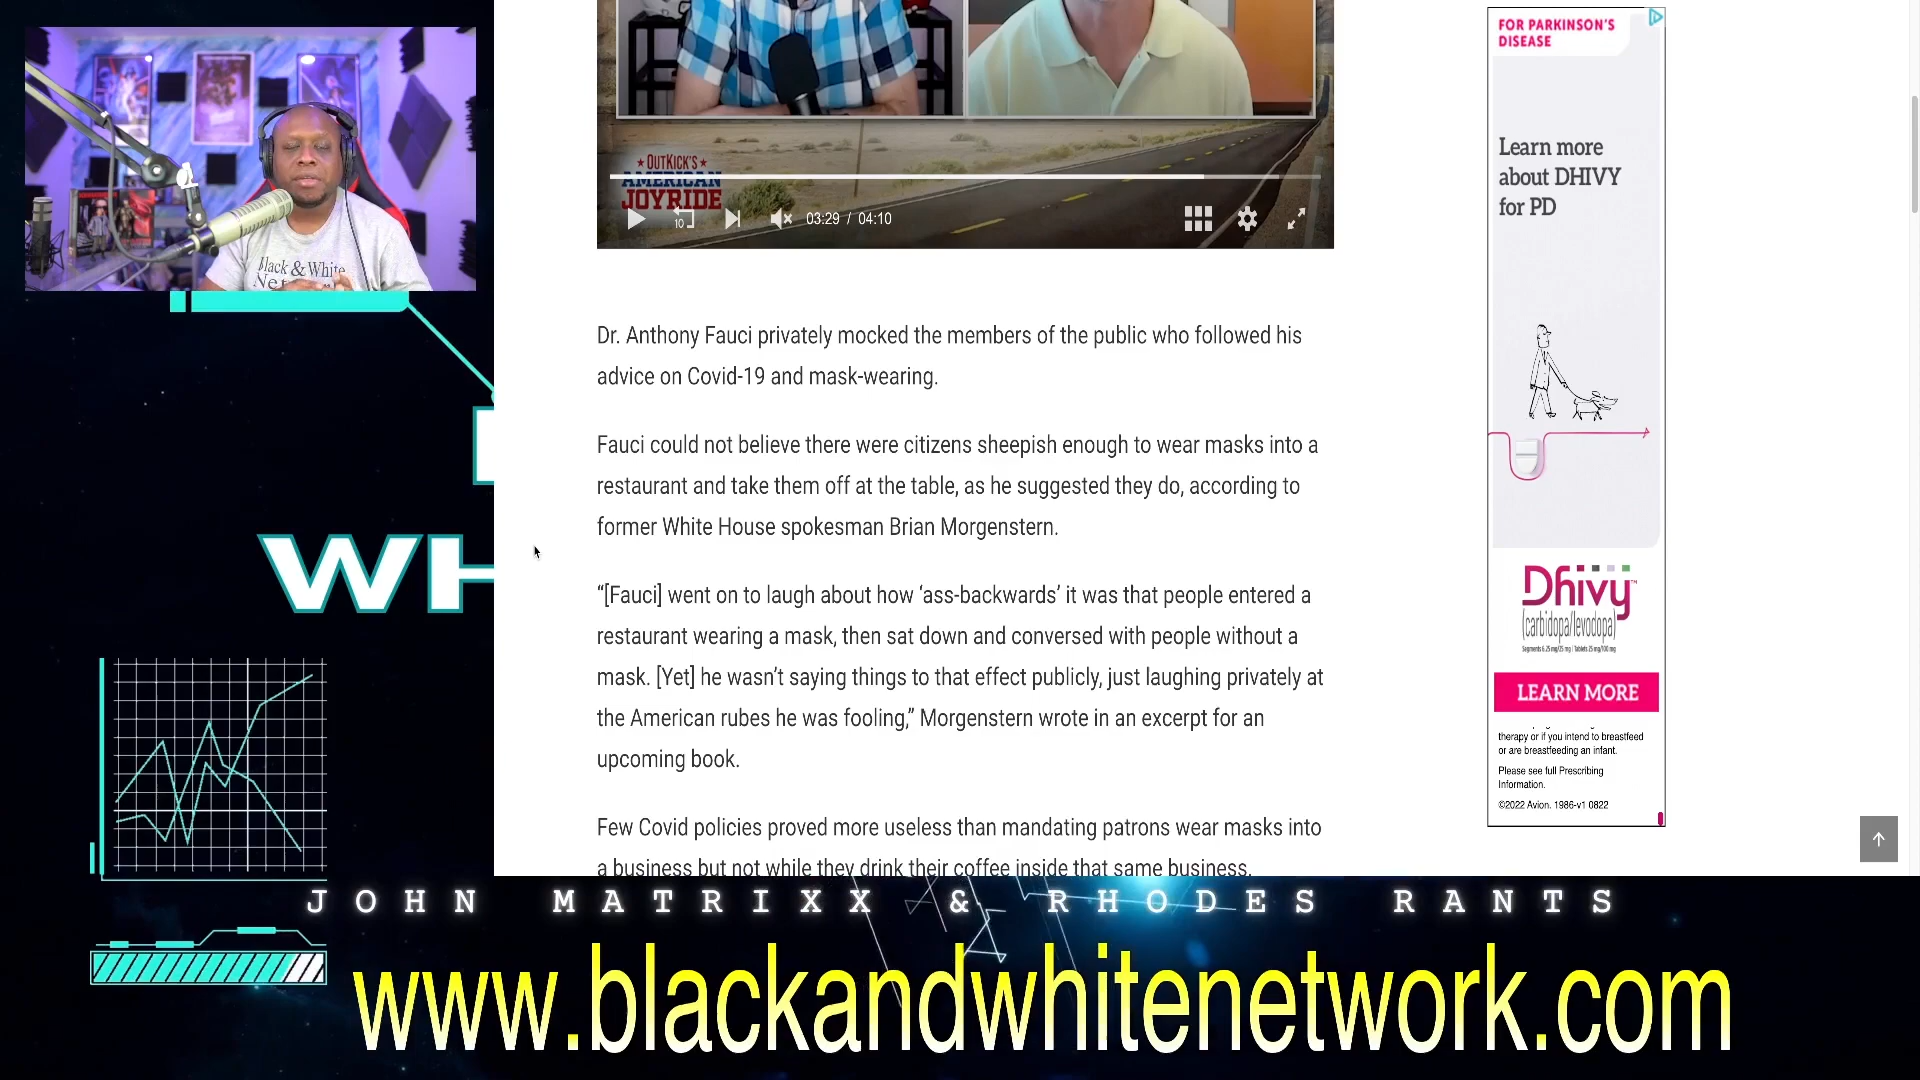 Black & White
FOR PARKINSON'S
DISEASE
Learn more
about DHIVY
for PD
★ OUTKICK'S ★
AMERICAN
JOYRIDE
10
03:29 / 04:10
Dr. Anthony Fauci privately mocked the members of the public who followed his
advice on Covid-19 and mask-wearing.
Fauci could not believe there were citizens sheepish enough to wear masks into a
restaurant and take them off at the table, as he suggested they do, according to
former White House spokesman Brian Morgenstern.
“[Fauci] went on to laugh about how ‘ass-backwards’ it was that people entered a
restaurant wearing a mask, then sat down and conversed with people without a
mask. [Yet] he wasn’t saying things to that effect publicly, just laughing privately at
the American rubes he was fooling,” Morgenstern wrote in an excerpt for an
upcoming book.
Few Covid policies proved more useless than mandating patrons wear masks into
a business but not while they drink their coffee inside that same business.
WH
Dhivy™
(carbidopa/levodopa)
LEARN MORE
therapy or if you intend to breastfeed
or are breastfeeding an infant.
Please see full Prescribing
Information.
©2022 Avion. 1986-v1 0822
JOHN MATRIXX & RHODES RANTS
www.blackandwhitenetwork.com